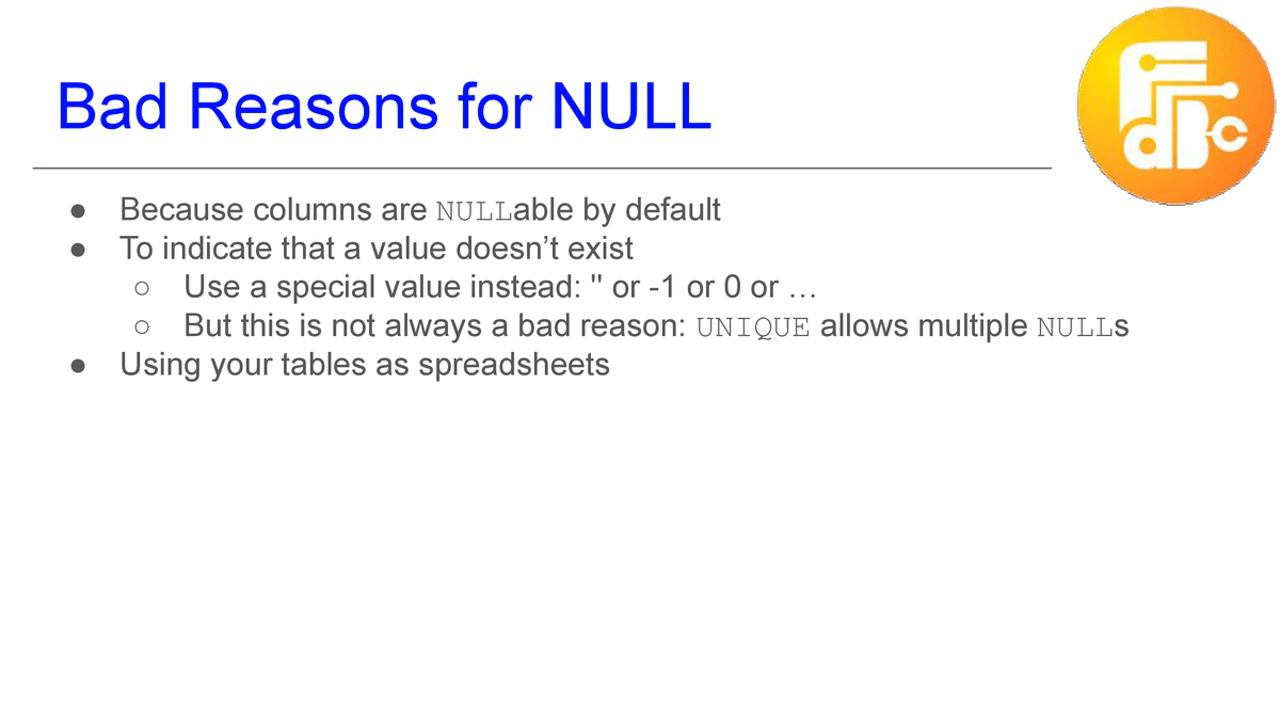 Bad Reasons for NULL
● Because columns are NULLable by default
● To indicate that a value doesn’t exist
○ Use a special value instead: '' or -1 or 0 or …
○ But this is not always a bad reason: UNIQUE allows multiple NULLs
● Using your tables as spreadsheets